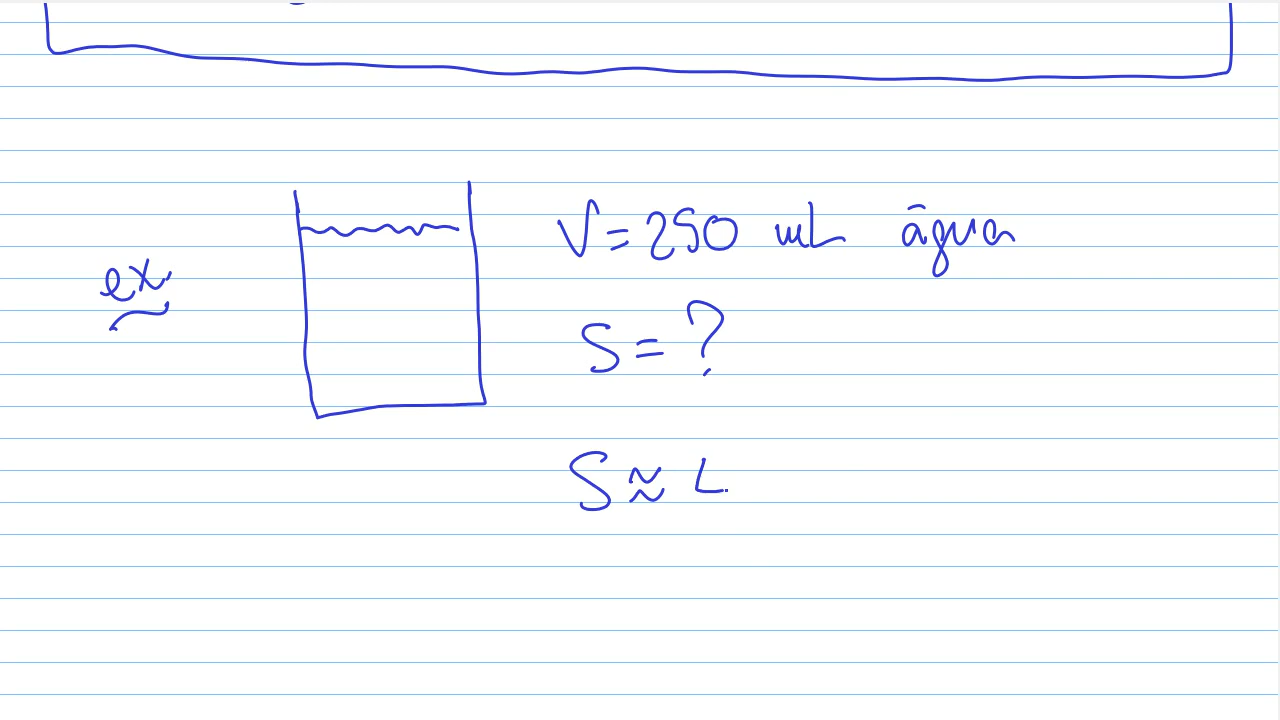 ex.
V = 250 mL água
S = ?
S ≈ L